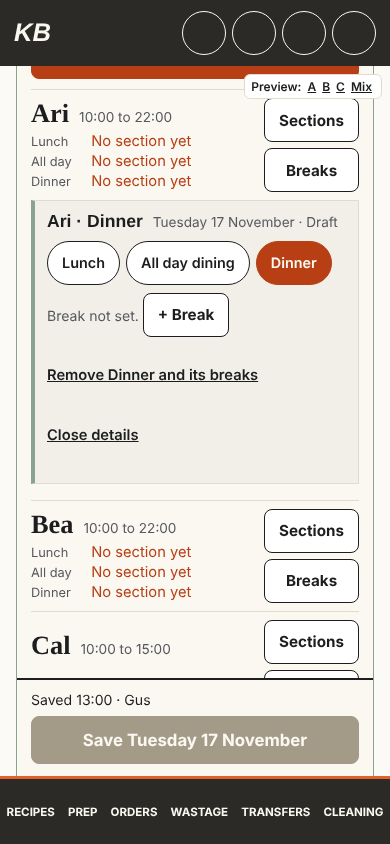 KB
Preview: A B C Mix
Ari 10:00 to 22:00
Sections
Lunch No section yet
All day No section yet
Breaks
Dinner No section yet
Ari · Dinner Tuesday 17 November · Draft
Lunch All day dining Dinner
Break not set. + Break
Remove Dinner and its breaks
Close details
Bea 10:00 to 22:00
Sections
Lunch No section yet
All day No section yet
Breaks
Dinner No section yet
Cal 10:00 to 15:00
Sections
Saved 13:00 · Gus
Save Tuesday 17 November
RECIPES PREP ORDERS WASTAGE TRANSFERS CLEANING